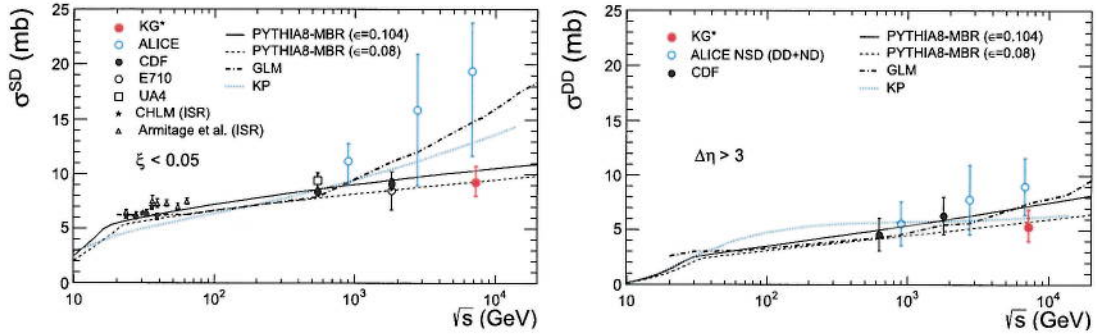 σSD (mb)
25
20
15
10
5
0
KG*
ALICE
CDF
E710
UA4
CHLM (ISR)
Armitage et al. (ISR)
PYTHIA8-MBR (ϵ=0.104)
PYTHIA8-MBR (ϵ=0.08)
GLM
KP
ξ < 0.05
10 10² 10³ 10⁴
√s (GeV)
σDD (mb)
25
20
15
10
5
0
KG*
ALICE NSD (DD+ND)
CDF
PYTHIA8-MBR (ϵ=0.104)
PYTHIA8-MBR (ϵ=0.08)
GLM
KP
Δη > 3
10 10² 10³ 10⁴
√s (GeV)